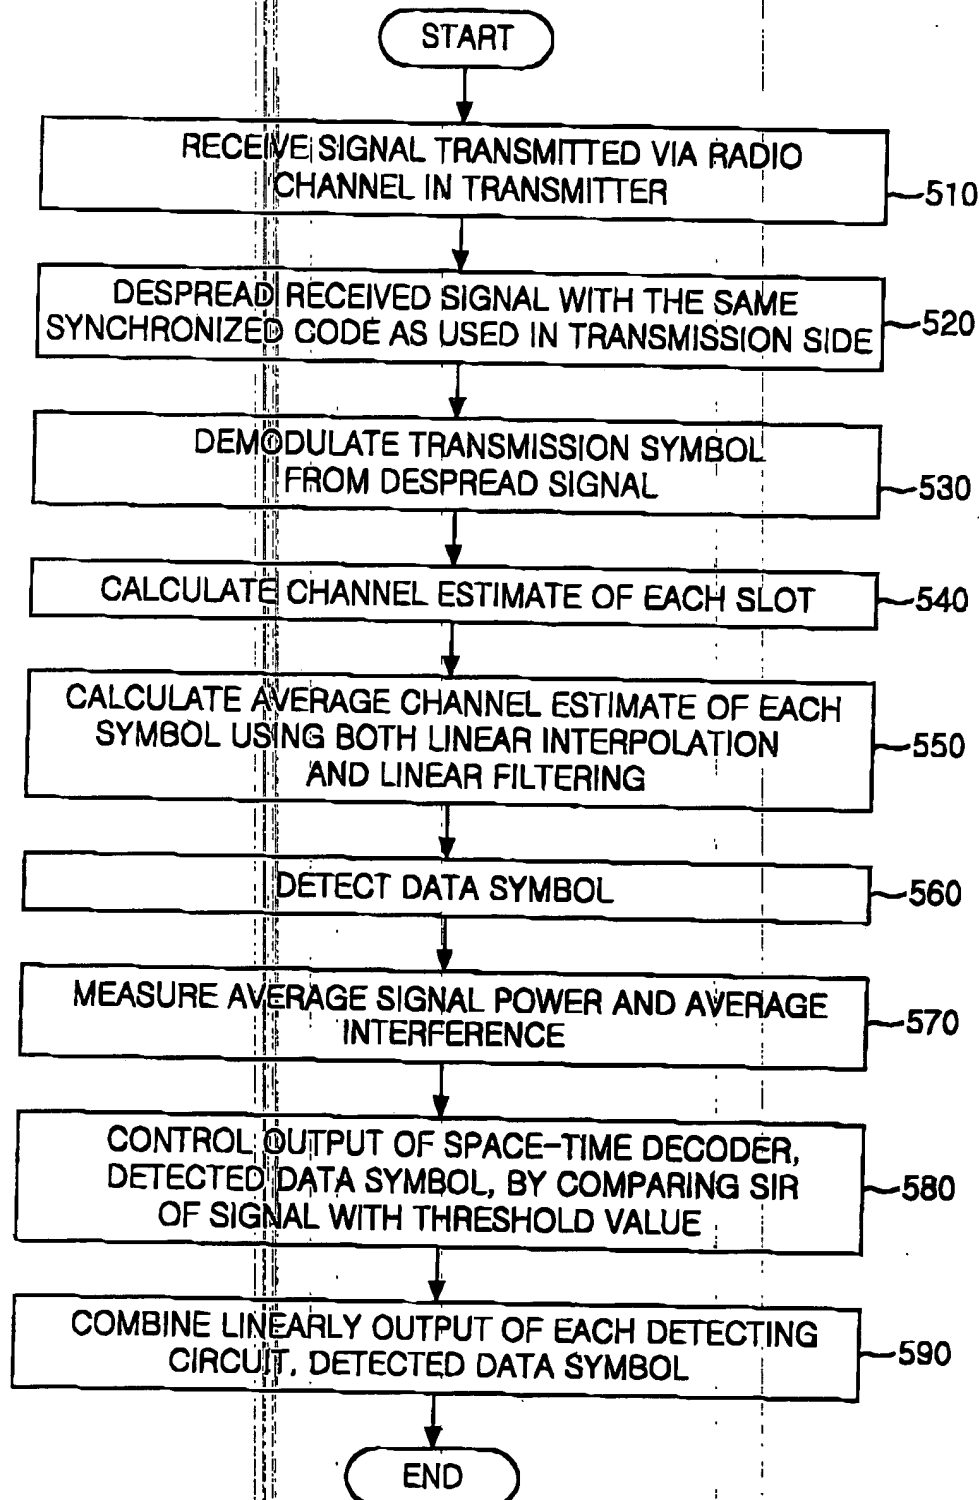 START
RECEIVE SIGNAL TRANSMITTED VIA RADIO
CHANNEL IN TRANSMITTER
510
DESPREAD RECEIVED SIGNAL WITH THE SAME
SYNCHRONIZED CODE AS USED IN TRANSMISSION SIDE
520
DEMODULATE TRANSMISSION SYMBOL
FROM DESPREAD SIGNAL
530
CALCULATE CHANNEL ESTIMATE OF EACH SLOT
540
CALCULATE AVERAGE CHANNEL ESTIMATE OF EACH
SYMBOL USING BOTH LINEAR INTERPOLATION
AND LINEAR FILTERING
550
DETECT DATA SYMBOL
560
MEASURE AVERAGE SIGNAL POWER AND AVERAGE
INTERFERENCE
570
CONTROL OUTPUT OF SPACE-TIME DECODER,
DETECTED DATA SYMBOL, BY COMPARING SIR
OF SIGNAL WITH THRESHOLD VALUE
580
COMBINE LINEARLY OUTPUT OF EACH DETECTING
CIRCUIT, DETECTED DATA SYMBOL
590
END